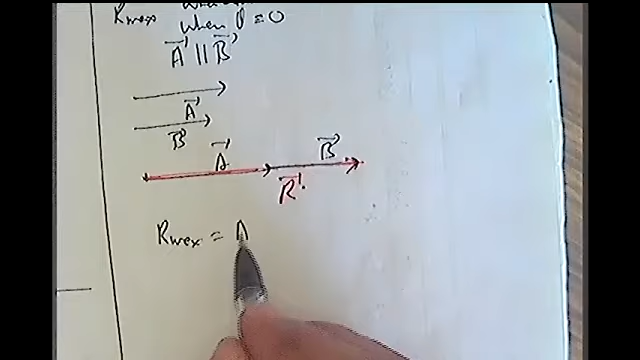 Rmax
when θ = 0
A⃗ || B⃗
A⃗
B⃗
A⃗ B⃗
R⃗
Rmax = A